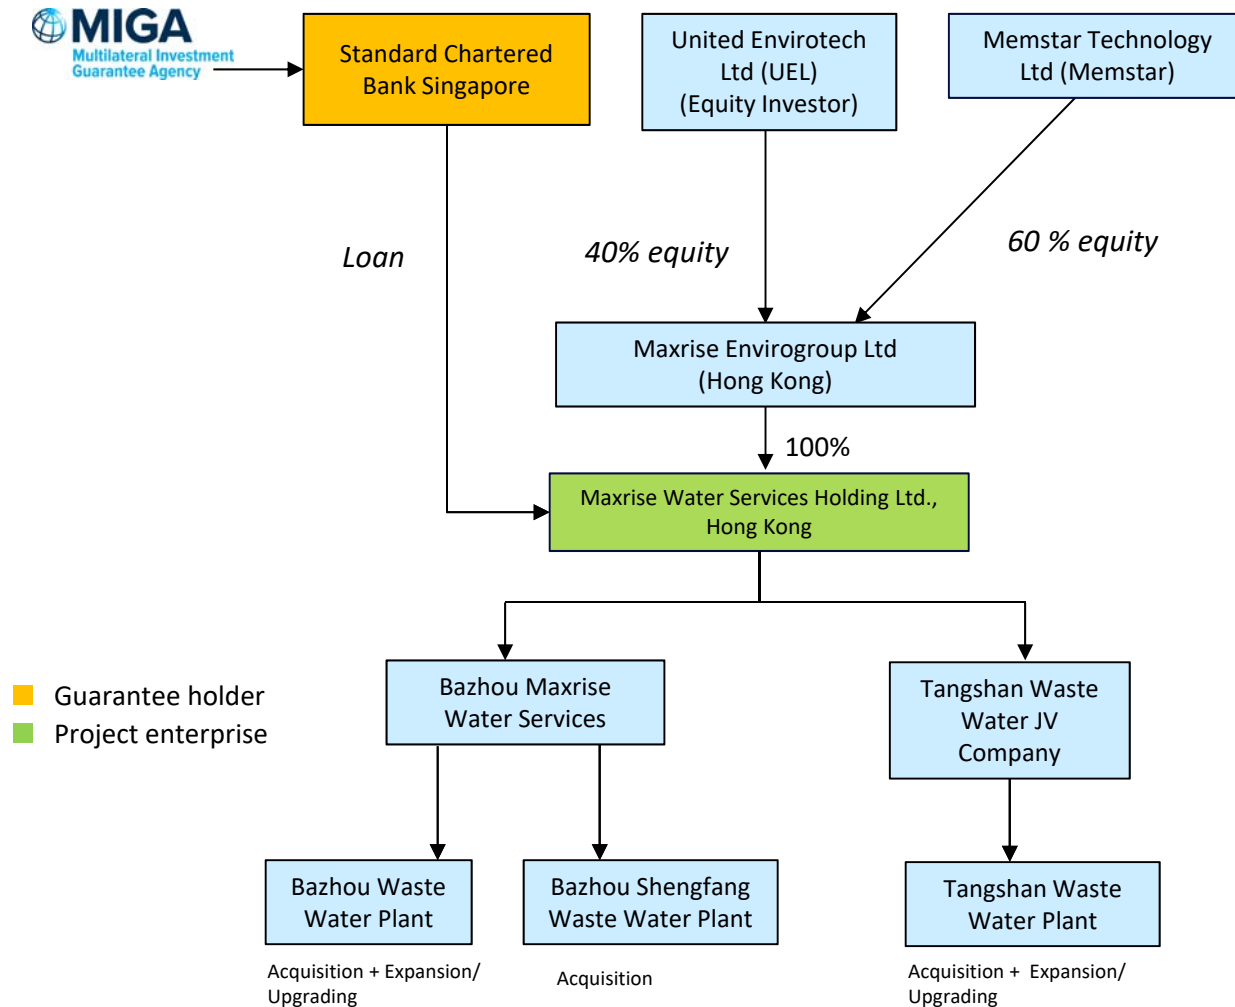 MIGA
Multilateral Investment
Guarantee Agency
Standard Chartered
Bank Singapore
United Envirotech
Ltd (UEL)
(Equity Investor)
Memstar Technology
Ltd (Memstar)
Loan
40% equity
60 % equity
Maxrise Envirogroup Ltd
(Hong Kong)
100%
Maxrise Water Services Holding Ltd.,
Hong Kong
Guarantee holder
Project enterprise
Bazhou Maxrise
Water Services
Tangshan Waste
Water JV
Company
Bazhou Waste
Water Plant
Bazhou Shengfang
Waste Water Plant
Tangshan Waste
Water Plant
Acquisition + Expansion/
Upgrading
Acquisition
Acquisition +  Expansion/
Upgrading